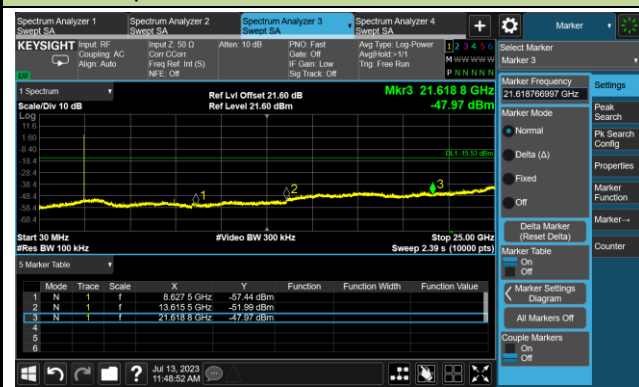 Spectrum Analyzer 1
Swept SA
Spectrum Analyzer 2
Swept SA
Spectrum Analyzer 3
Swept SA
Spectrum Analyzer 4
Swept SA
+
Marker
KEYSIGHT
Input: RF
Coupling: AC
Align: Auto
Input Z: 50 Ω
Corr CCorr
Freq Ref: Int (S)
NFE: Off
Atten: 10 dB
PNO: Fast
Gate: Off
IF Gain: Low
Sig Track: Off
Avg Type: Log-Power
Avg|Hold:>1/1
Trig: Free Run
1 2 3 4 5 6
M W W W W W
P N N N N N
LXI
1 Spectrum
Scale/Div 10 dB
Ref Lvl Offset 21.60 dB
Ref Level 21.60 dBm
Mkr3 21.618 8 GHz
-47.97 dBm
Log
11.6
1.60
-8.40
-18.4
-28.4
-38.4
-48.4
-58.4
-68.4
DL1 -15.53 dBm
1
2
3
Start 30 MHz
#Res BW 100 kHz
#Video BW 300 kHz
Stop 25.00 GHz
Sweep 2.39 s (10000 pts)
5 Marker Table
Mode Trace Scale X Y Function Function Width Function Value
1 N 1 f 8.627 5 GHz -57.44 dBm
2 N 1 f 13.615 5 GHz -51.99 dBm
3 N 1 f 21.618 8 GHz -47.97 dBm
4
5
6
Select Marker
Marker 3
Marker Frequency
21.618766997 GHz
Marker Mode
Normal
Delta (Δ)
Fixed
Off
Delta Marker
(Reset Delta)
Marker Table
On
Off
Marker Settings
Diagram
All Markers Off
Couple Markers
On
Off
Settings
Peak
Search
Pk Search
Config
Properties
Marker
Function
Marker→
Counter
?
Jul 13, 2023
11:48:52 AM